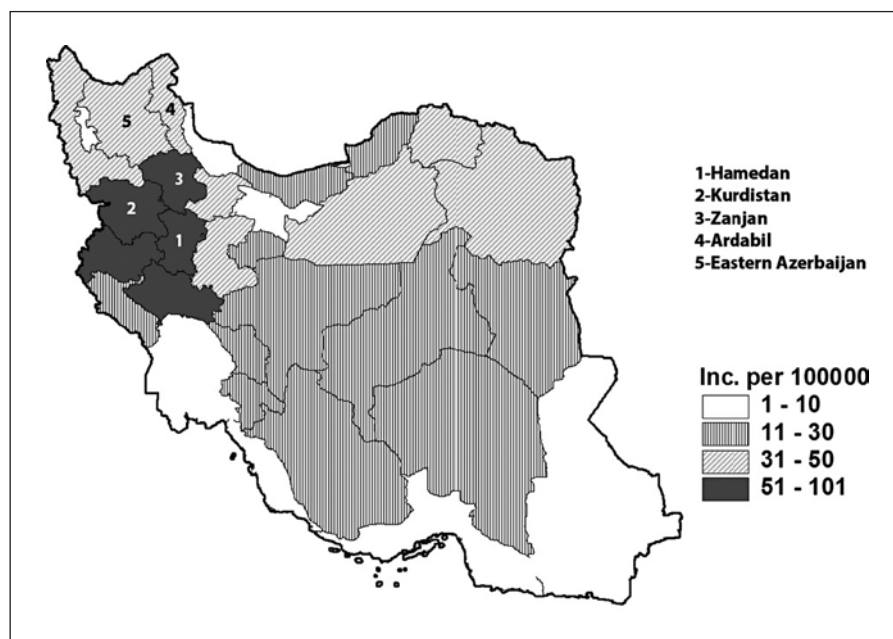 5
4
3
2
1
1-Hamedan
2-Kurdistan
3-Zanjan
4-Ardabil
5-Eastern Azerbaijan
Inc. per 100000
1 - 10
11 - 30
31 - 50
51 - 101